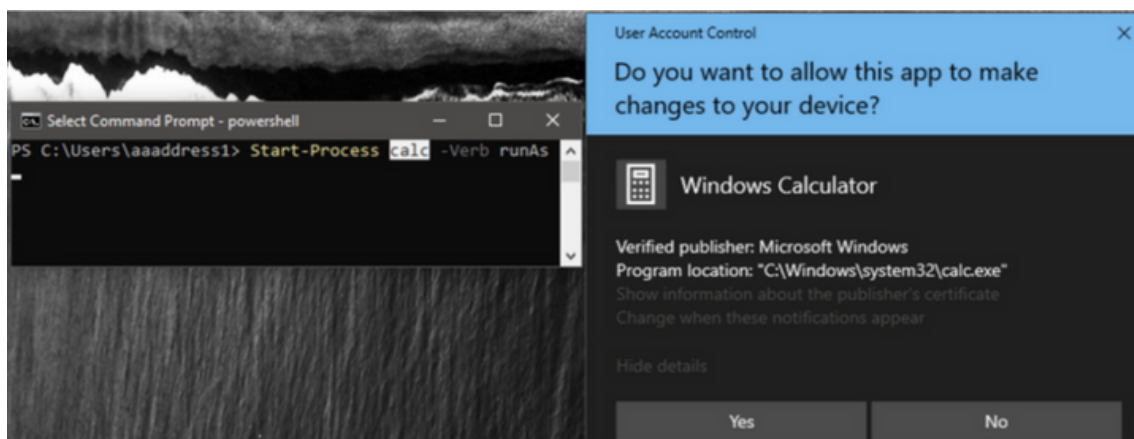 Select Command Prompt - powershell
PS C:\Users\aaaddress1> Start-Process calc -Verb runAs
User Account Control
Do you want to allow this app to make
changes to your device?
Windows Calculator
Verified publisher: Microsoft Windows
Program location: "C:\Windows\system32\calc.exe"
Show information about the publisher's certificate
Change when these notifications appear
Hide details
Yes
No